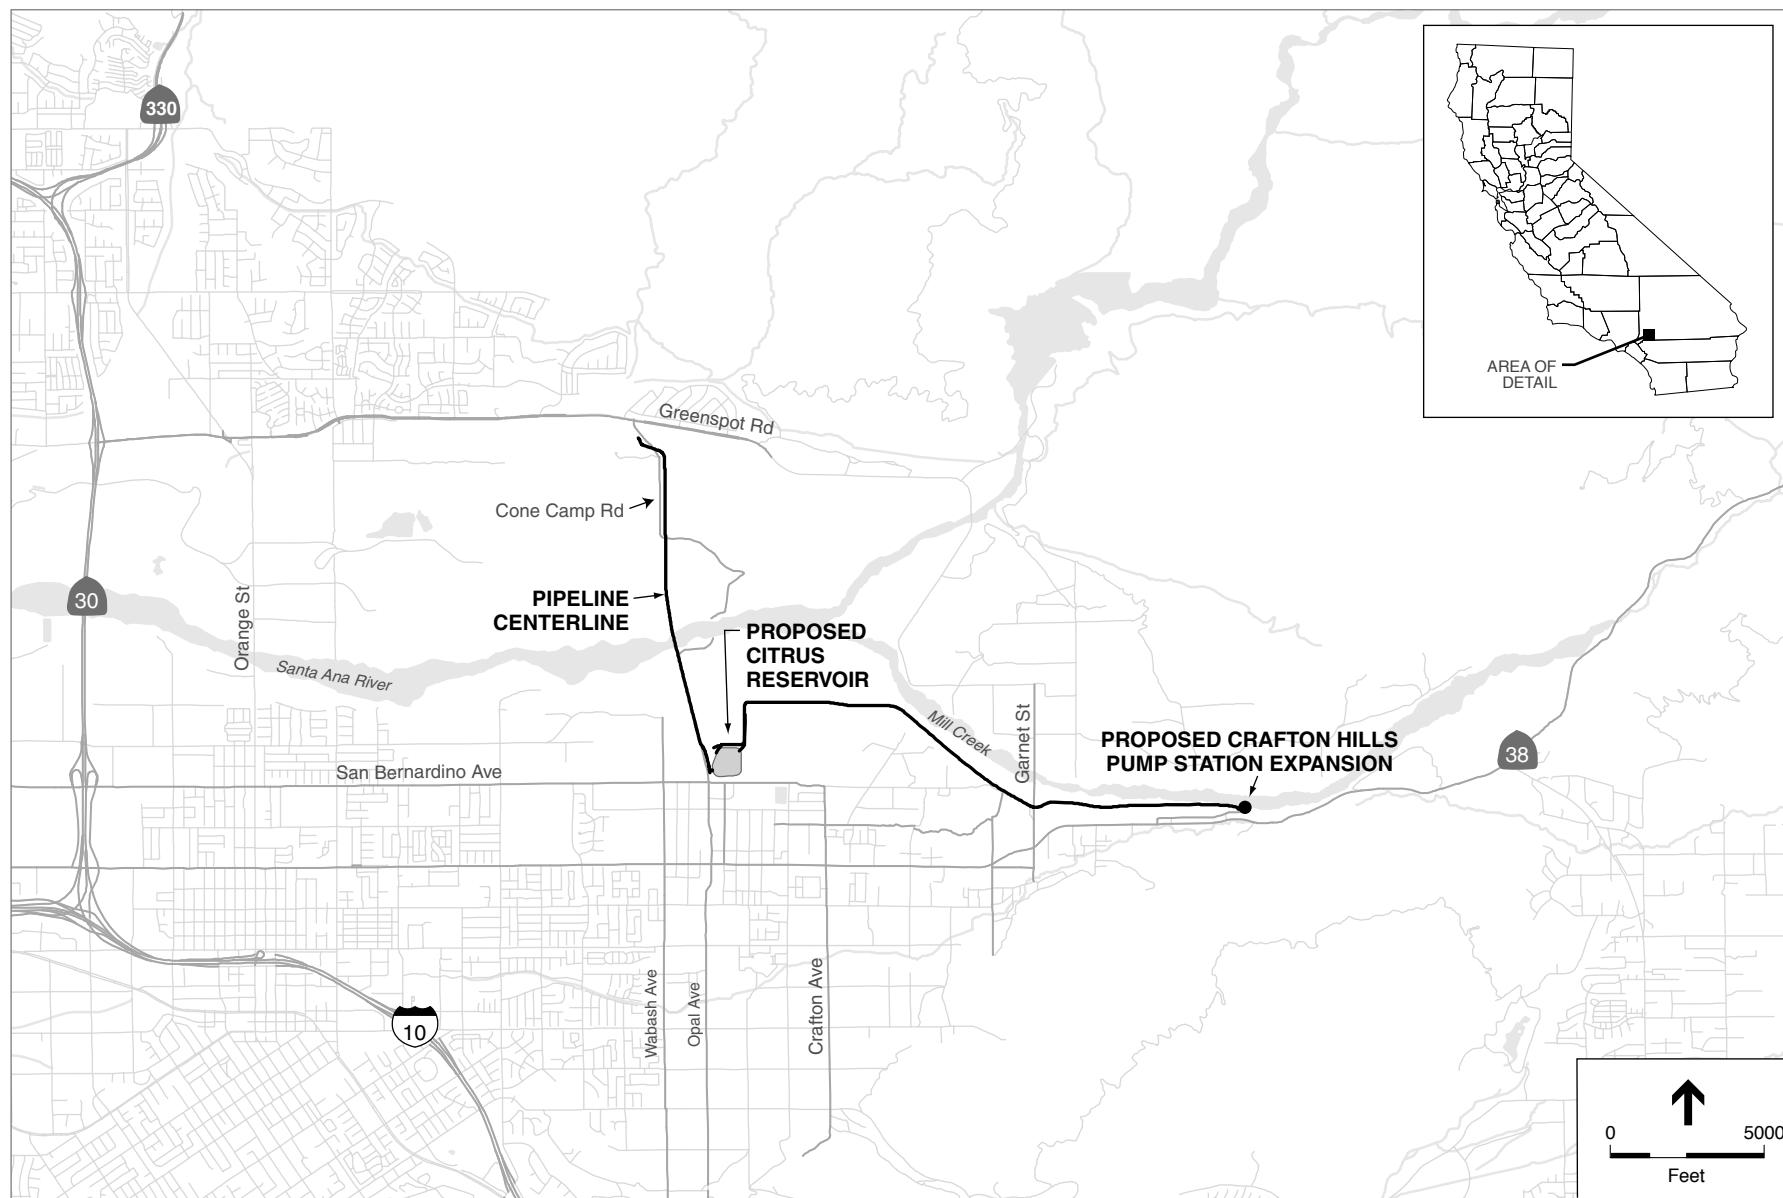 330
AREA OF
DETAIL
Greenspot Rd
Cone Camp Rd
PIPELINE
CENTERLINE
30
Orange St
Santa Ana River
PROPOSED
CITRUS
RESERVOIR
Mill Creek
Garnet St
PROPOSED CRAFTON HILLS
PUMP STATION EXPANSION
38
San Bernardino Ave
Wabash Ave
Opal Ave
Crafton Ave
10
0 5000
Feet